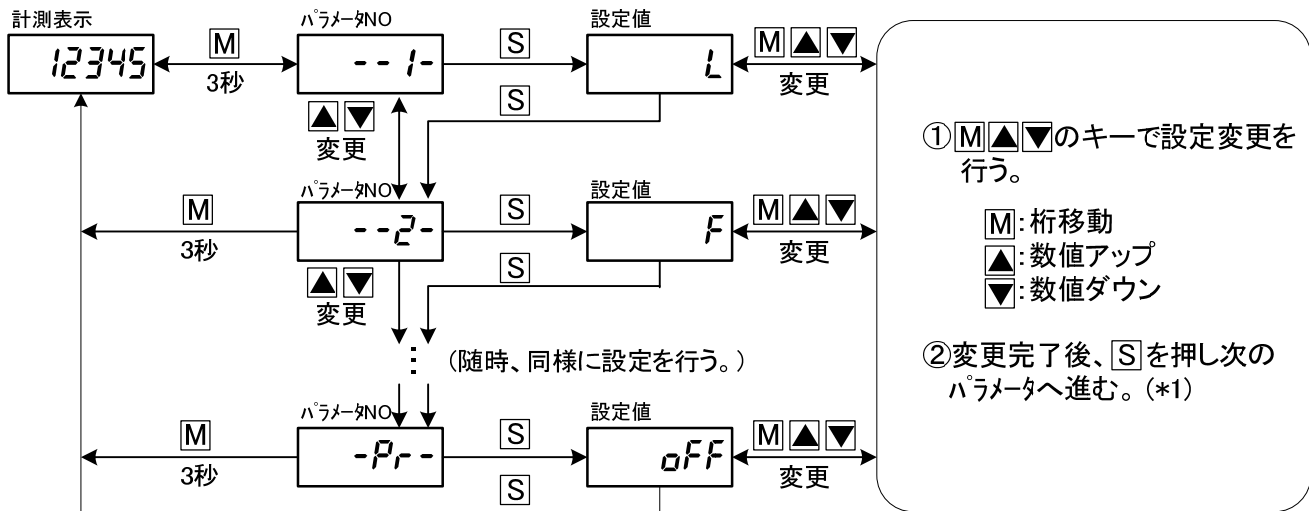 計測表示
12345
M
3秒
パラメータNO
--1-
S
設定値
L
M▲▼
変更
▲▼
変更
S
パラメータNO
--2-
M
3秒
S
設定値
F
M▲▼
変更
▲▼
変更
S
(随時、同様に設定を行う。)
パラメータNO
-Pr-
M
3秒
S
設定値
oFF
M▲▼
変更
S
①M▲▼のキーで設定変更を
行う。
M:桁移動
▲:数値アップ
▼:数値ダウン
②変更完了後、Sを押し次の
パラメータへ進む。(*1)